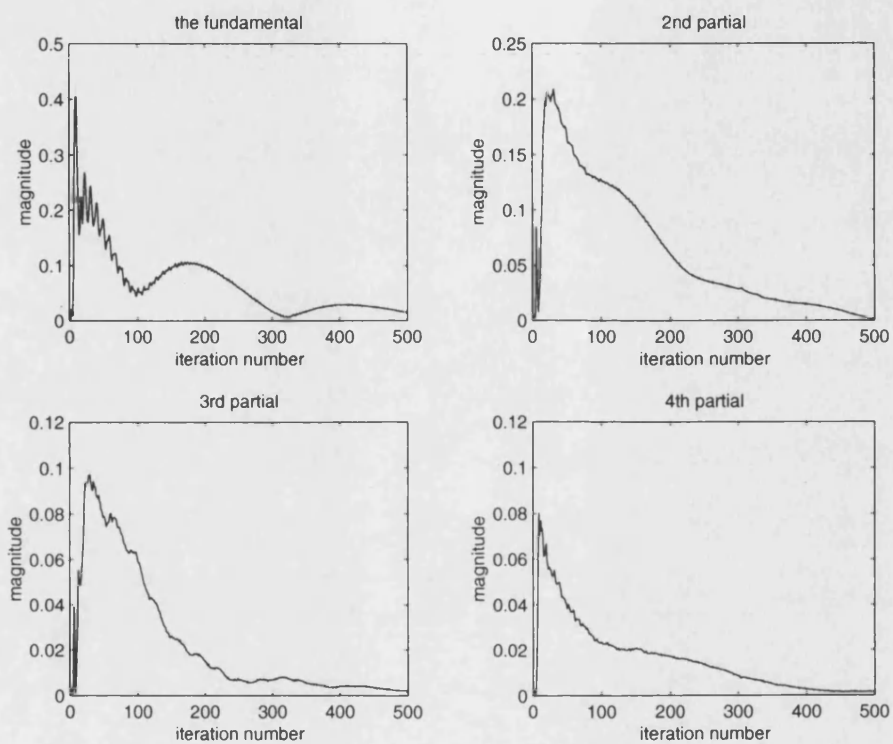 the fundamental
0.5
0.4
0.3
0.2
0.1
0
magnitude
0 100 200 300 400 500
iteration number
2nd partial
0.25
0.2
0.15
0.1
0.05
0
magnitude
0 100 200 300 400 500
iteration number
3rd partial
0.12
0.1
0.08
0.06
0.04
0.02
0
magnitude
0 100 200 300 400 500
iteration number
4th partial
0.12
0.1
0.08
0.06
0.04
0.02
0
magnitude
0 100 200 300 400 500
iteration number